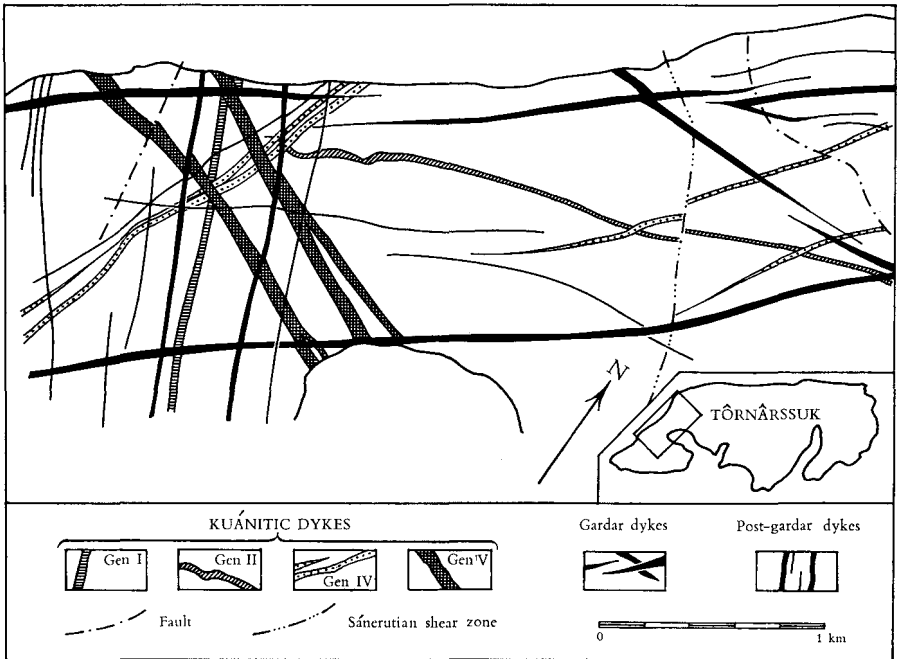 N
TÔRNÂRSSUK
KUÁNITIC DYKES
Gardar dykes
Post-gardar dykes
Gen I
Gen II
Gen IV
Gen V
Fault
Sánerutian shear zone
0
1 km